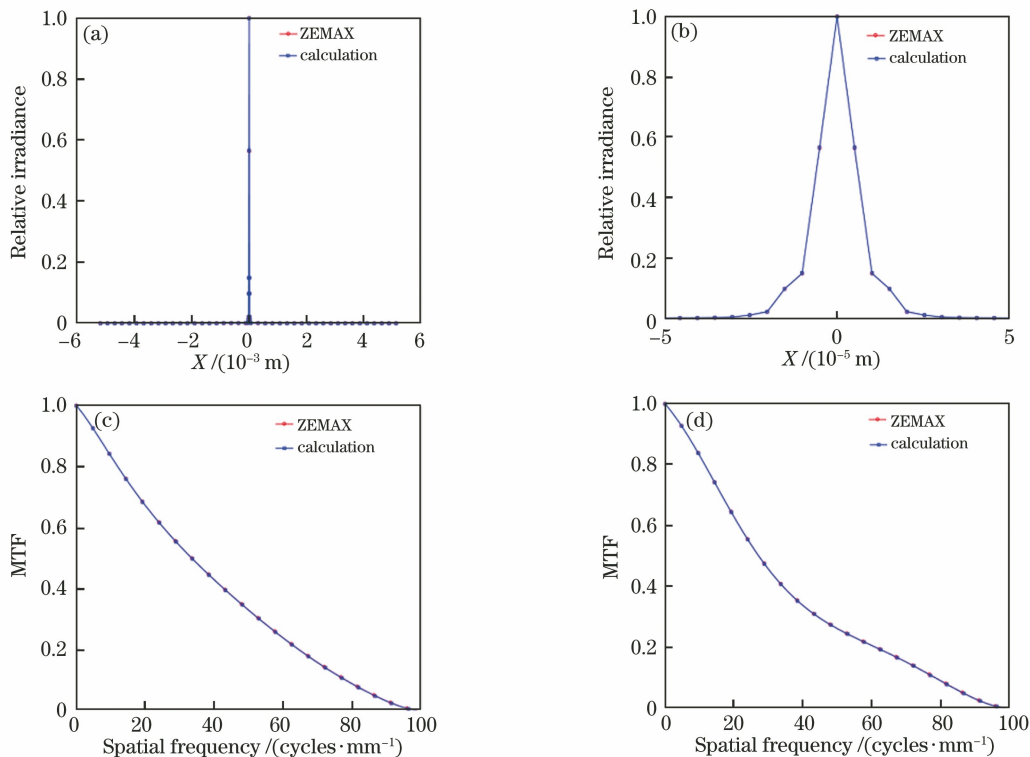 (a)
ZEMAX
calculation
Relative irradiance
1.0
0.8
0.6
0.4
0.2
0
−6
−4
−2
0
2
4
6
X /(10⁻³ m)
(b)
ZEMAX
calculation
Relative irradiance
1.0
0.8
0.6
0.4
0.2
0
−5
0
5
X /(10⁻⁵ m)
(c)
ZEMAX
calculation
MTF
1.0
0.8
0.6
0.4
0.2
0
0
20
40
60
80
100
Spatial frequency /(cycles·mm⁻¹)
(d)
ZEMAX
calculation
MTF
1.0
0.8
0.6
0.4
0.2
0
0
20
40
60
80
100
Spatial frequency /(cycles·mm⁻¹)